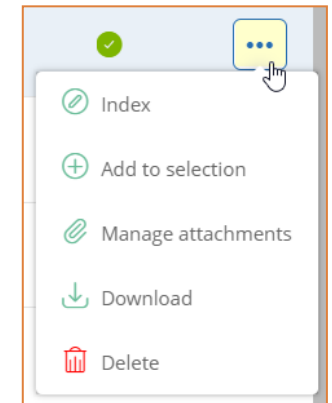 Index
Add to selection
Manage attachments
Download
Delete